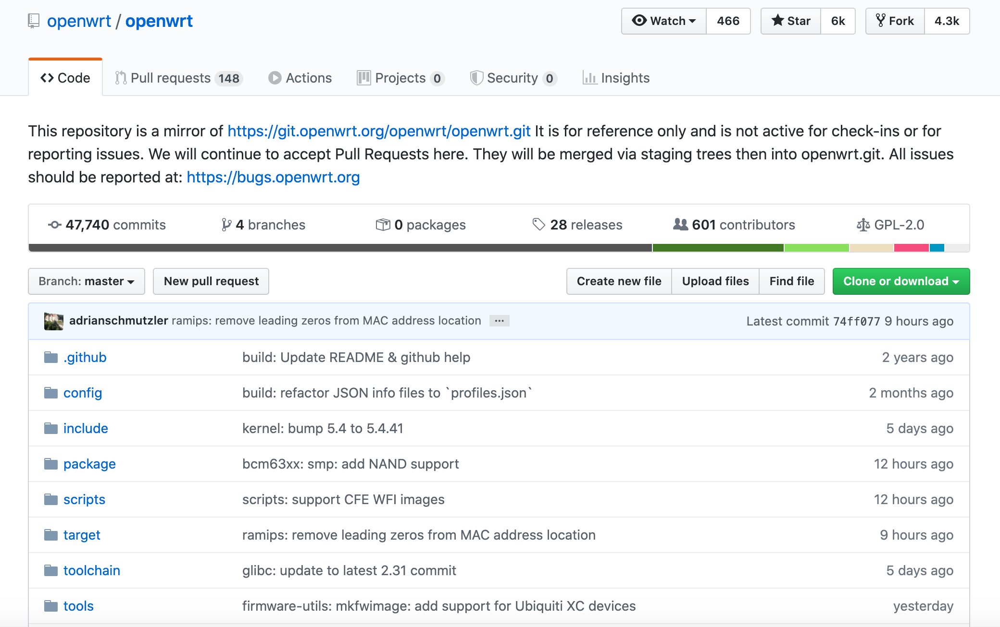 openwrt / openwrt
Watch 466 Star 6k Fork 4.3k
Code Pull requests 148 Actions Projects 0 Security 0 Insights
This repository is a mirror of https://git.openwrt.org/openwrt/openwrt.git It is for reference only and is not active for check-ins or for
reporting issues. We will continue to accept Pull Requests here. They will be merged via staging trees then into openwrt.git. All issues
should be reported at: https://bugs.openwrt.org
47,740 commits 4 branches 0 packages 28 releases 601 contributors GPL-2.0
Branch: master New pull request Create new file Upload files Find file Clone or download
adrianschmutzler ramips: remove leading zeros from MAC address location ... Latest commit 74ff077 9 hours ago
.github build: Update README & github help 2 years ago
config build: refactor JSON info files to `profiles.json` 2 months ago
include kernel: bump 5.4 to 5.4.41 5 days ago
package bcm63xx: smp: add NAND support 12 hours ago
scripts scripts: support CFE WFI images 12 hours ago
target ramips: remove leading zeros from MAC address location 9 hours ago
toolchain glibc: update to latest 2.31 commit 5 days ago
tools firmware-utils: mkfwimage: add support for Ubiquiti XC devices yesterday